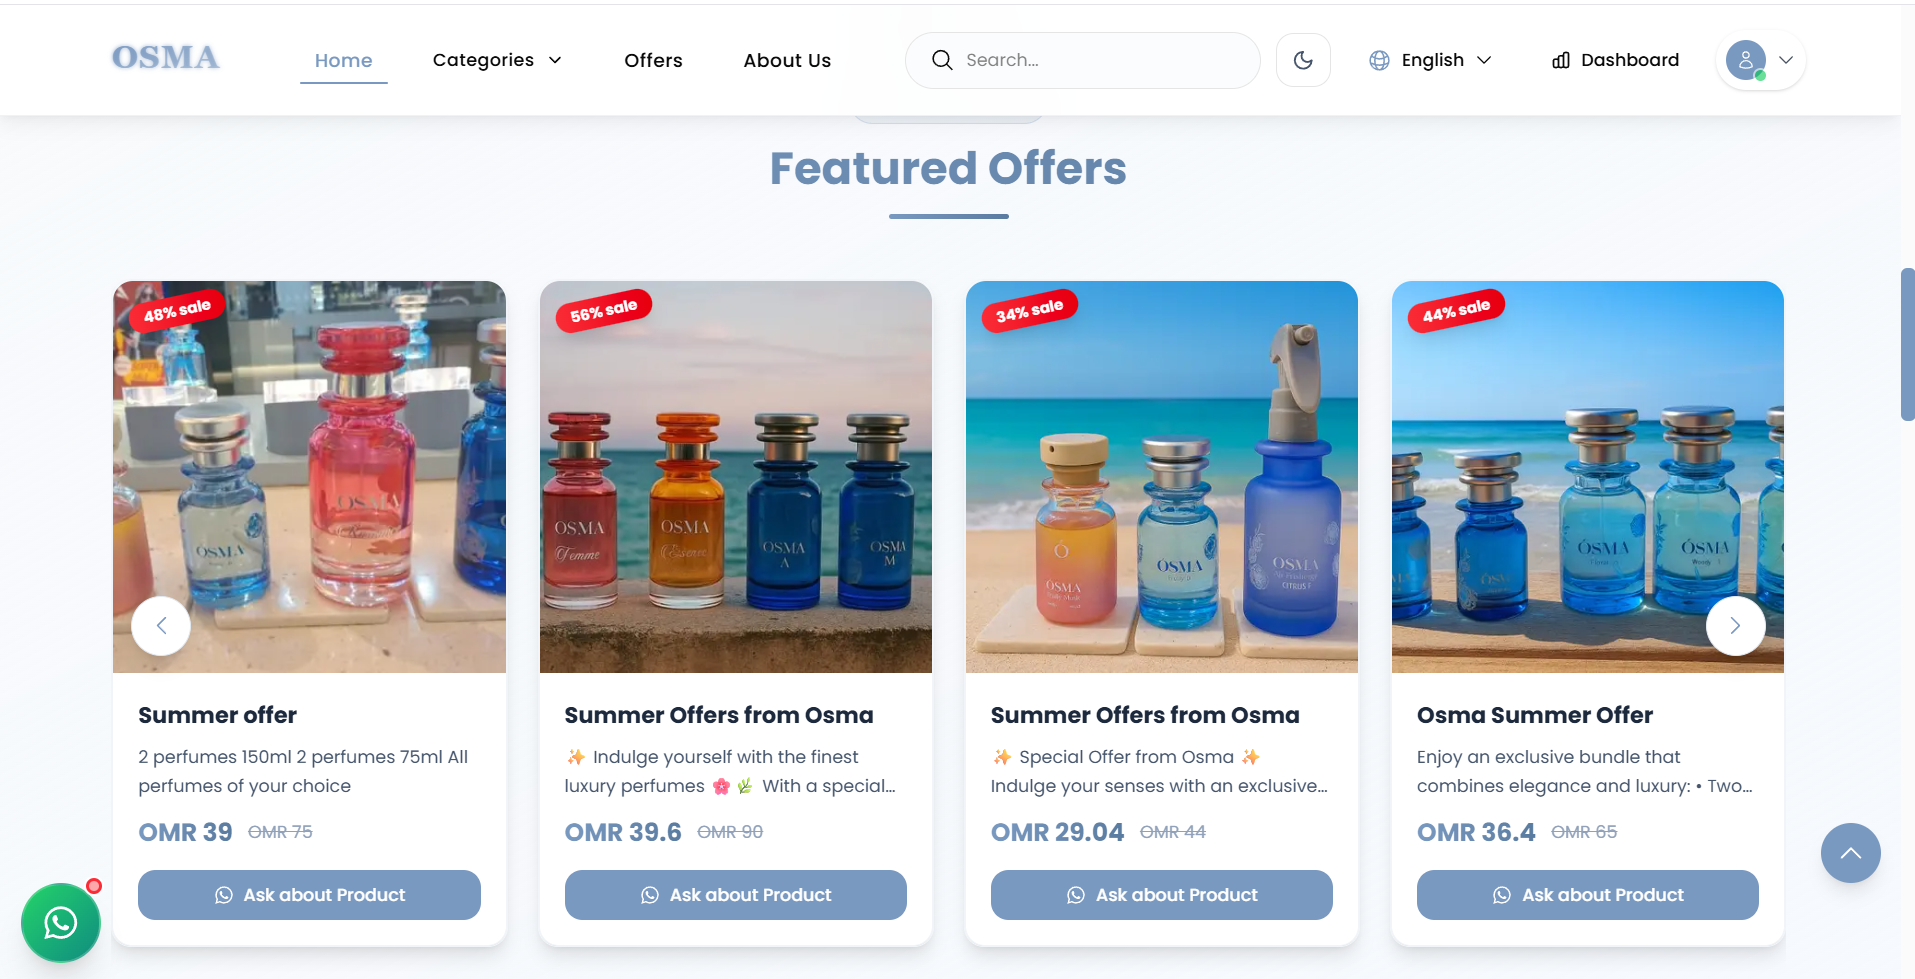 OSMA
Home
Categories
Offers
About Us
Search...
English
Dashboard
Featured Offers
48% sale
OSMA
ÓSMA
56% sale
OSMA
Femme
OSMA
Essence
OSMA
A
OSMA
M
34% sale
Ó
ÓSMA
ÓSMA
OSMA
CITRUS
44% sale
OSMA
ÓSMA
ÓSMA
Summer offer
2 perfumes 150ml 2 perfumes 75ml All
perfumes of your choice
OMR 39 OMR 75
Ask about Product
Summer Offers from Osma
✨ Indulge yourself with the finest
luxury perfumes 🌸🌿 With a special...
OMR 39.6 OMR 90
Ask about Product
Summer Offers from Osma
✨ Special Offer from Osma ✨
Indulge your senses with an exclusive...
OMR 29.04 OMR 44
Ask about Product
Osma Summer Offer
Enjoy an exclusive bundle that
combines elegance and luxury: • Two...
OMR 36.4 OMR 65
Ask about Product